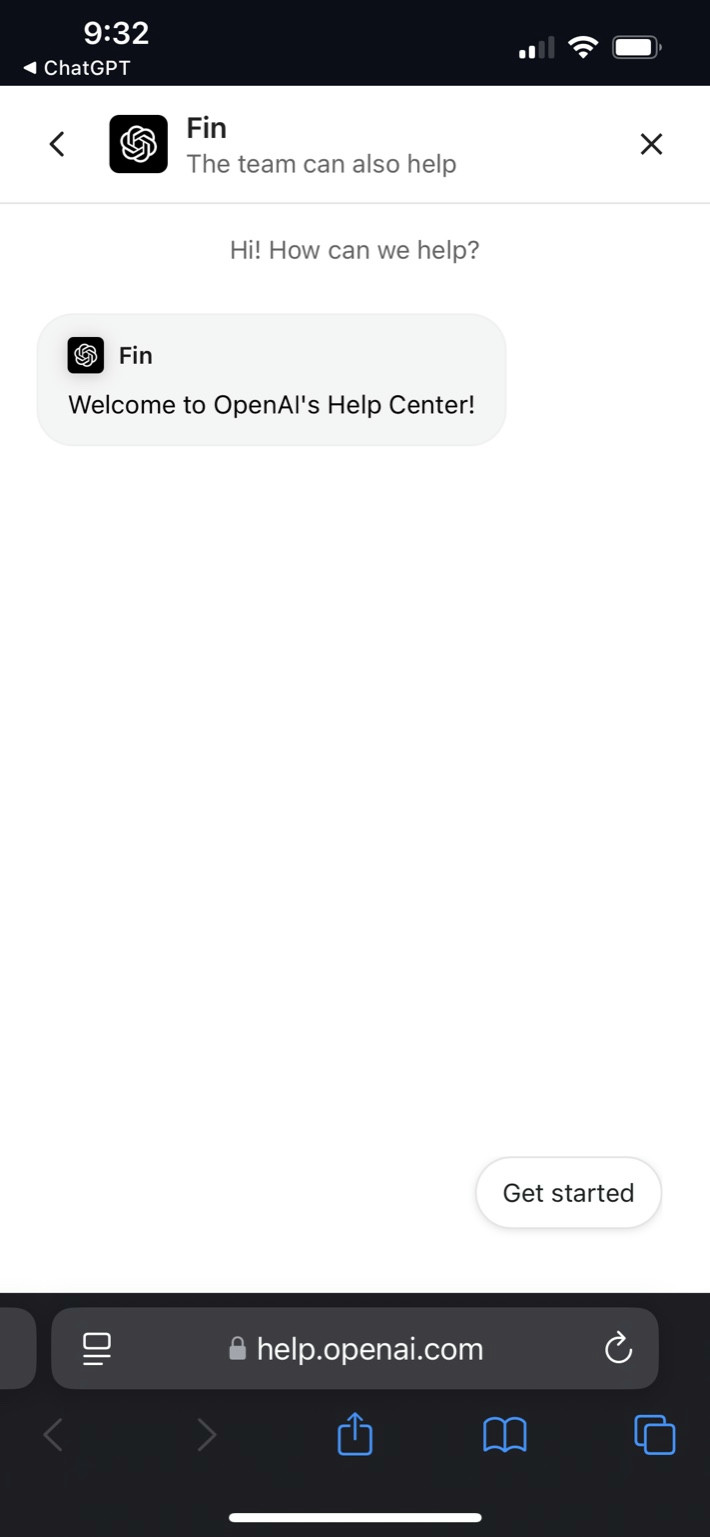 9:32
◀ ChatGPT
Fin
The team can also help
Hi! How can we help?
Fin
Welcome to OpenAI's Help Center!
Get started
help.openai.com